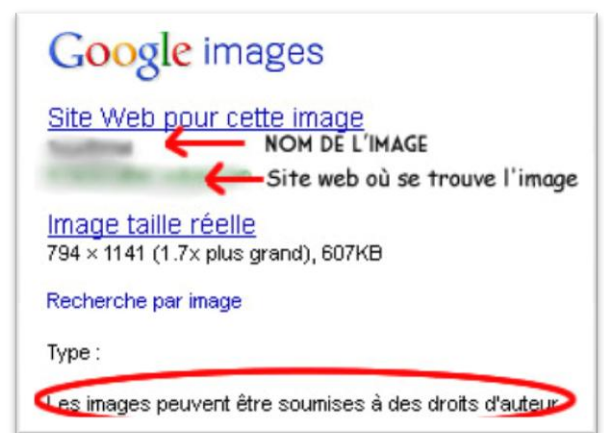 Google images
Site Web pour cette image
NOM DE L'IMAGE
Site web où se trouve l'image
Image taille réelle
794 × 1141 (1.7x plus grand), 607KB
Recherche par image
Type :
Les images peuvent être soumises à des droits d'auteur